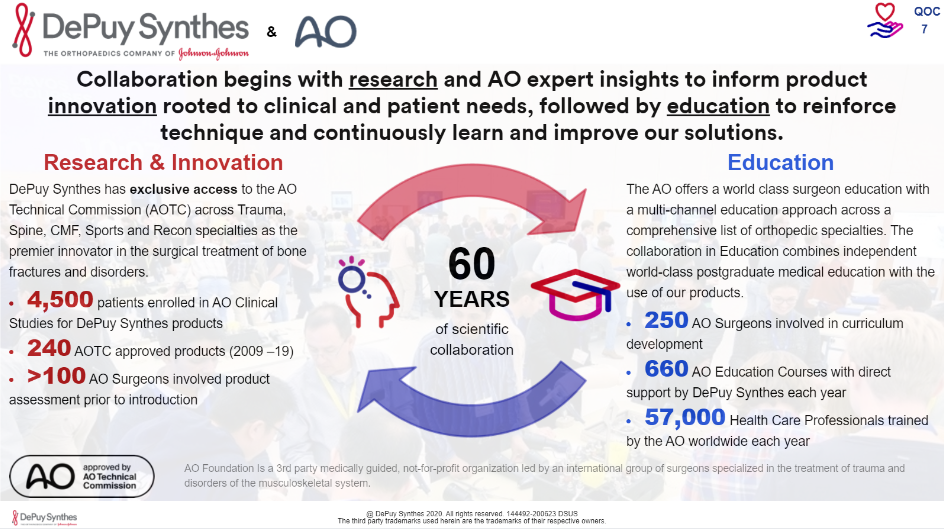 DePuy Synthes
THE ORTHOPAEDICS COMPANY OF Johnson & Johnson
&
AO
QOC
7
Collaboration begins with research and AO expert insights to inform product
innovation rooted to clinical and patient needs, followed by education to reinforce
technique and continuously learn and improve our solutions.
Research & Innovation
DePuy Synthes has exclusive access to the AO
Technical Commission (AOTC) across Trauma,
Spine, CMF, Sports and Recon specialties as the
premier innovator in the surgical treatment of bone
fractures and disorders.
• 4,500 patients enrolled in AO Clinical
Studies for DePuy Synthes products
• 240 AOTC approved products (2009 –19)
• >100 AO Surgeons involved product
assessment prior to introduction
60
YEARS
of scientific
collaboration
Education
The AO offers a world class surgeon education with
a multi-channel education approach across a
comprehensive list of orthopedic specialties. The
collaboration in Education combines independent
world-class postgraduate medical education with the
use of our products.
• 250 AO Surgeons involved in curriculum
development
• 660 AO Education Courses with direct
support by DePuy Synthes each year
• 57,000 Health Care Professionals trained
by the AO worldwide each year
AO
approved by
AO Technical
Commission
AO Foundation Is a 3rd party medically guided, not-for-profit organization led by an international group of surgeons specialized in the treatment of trauma and
disorders of the musculoskeletal system.
DePuy Synthes
@ DePuy Synthes 2020. All rights reserved. 144492-200623 DSUS
The third party trademarks used herein are the trademarks of their respective owners.